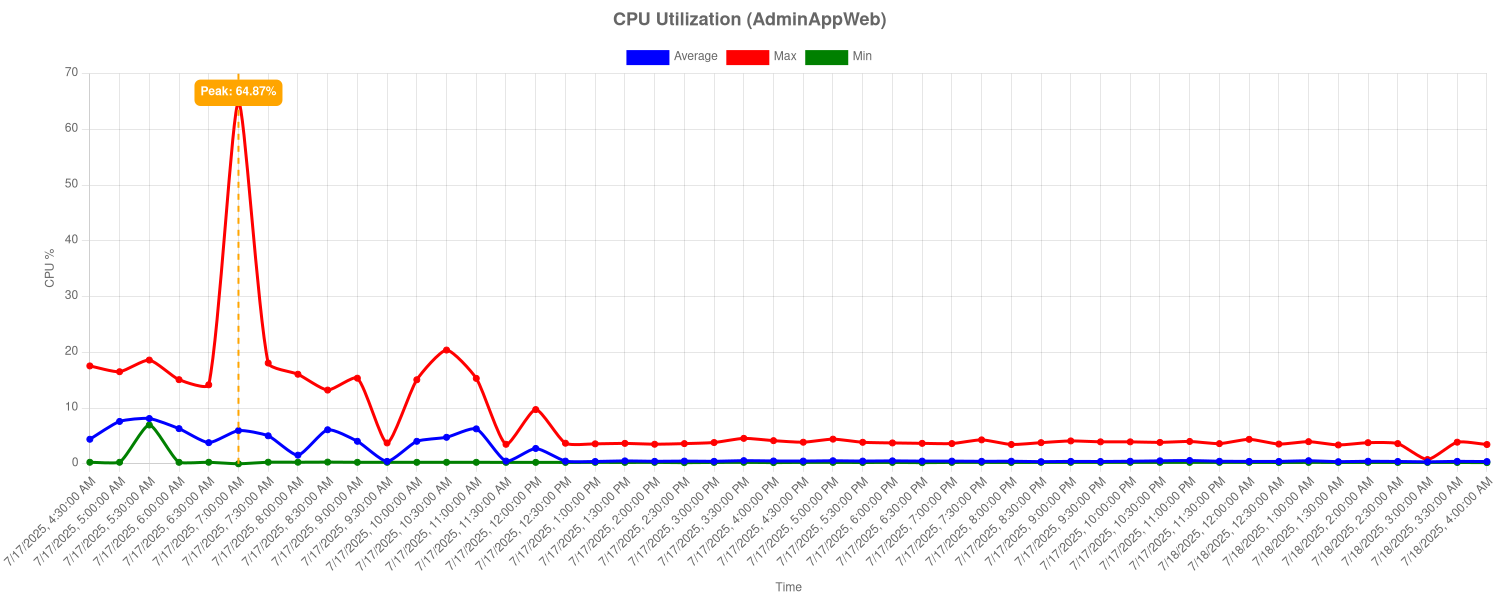 CPU Utilization (AdminAppWeb)
Average Max Min
Peak: 64.87%
CPU %
70
60
50
40
30
20
10
0
7/17/2025, 4:30:00 AM
7/17/2025, 5:00:00 AM
7/17/2025, 5:30:00 AM
7/17/2025, 6:00:00 AM
7/17/2025, 6:30:00 AM
7/17/2025, 7:00:00 AM
7/17/2025, 7:30:00 AM
7/17/2025, 8:00:00 AM
7/17/2025, 8:30:00 AM
7/17/2025, 9:00:00 AM
7/17/2025, 9:30:00 AM
7/17/2025, 10:00:00 AM
7/17/2025, 10:30:00 AM
7/17/2025, 11:00:00 AM
7/17/2025, 11:30:00 AM
7/17/2025, 12:00:00 PM
7/17/2025, 12:30:00 PM
7/17/2025, 1:00:00 PM
7/17/2025, 1:30:00 PM
7/17/2025, 2:00:00 PM
7/17/2025, 2:30:00 PM
7/17/2025, 3:00:00 PM
7/17/2025, 3:30:00 PM
7/17/2025, 4:00:00 PM
7/17/2025, 4:30:00 PM
7/17/2025, 5:00:00 PM
7/17/2025, 5:30:00 PM
7/17/2025, 6:00:00 PM
7/17/2025, 6:30:00 PM
7/17/2025, 7:00:00 PM
7/17/2025, 7:30:00 PM
7/17/2025, 8:00:00 PM
7/17/2025, 8:30:00 PM
7/17/2025, 9:00:00 PM
7/17/2025, 9:30:00 PM
7/17/2025, 10:00:00 PM
7/17/2025, 10:30:00 PM
7/17/2025, 11:00:00 PM
7/17/2025, 11:30:00 PM
7/18/2025, 12:00:00 AM
7/18/2025, 12:30:00 AM
7/18/2025, 1:00:00 AM
7/18/2025, 1:30:00 AM
7/18/2025, 2:00:00 AM
7/18/2025, 2:30:00 AM
7/18/2025, 3:00:00 AM
7/18/2025, 3:30:00 AM
7/18/2025, 4:00:00 AM
Time